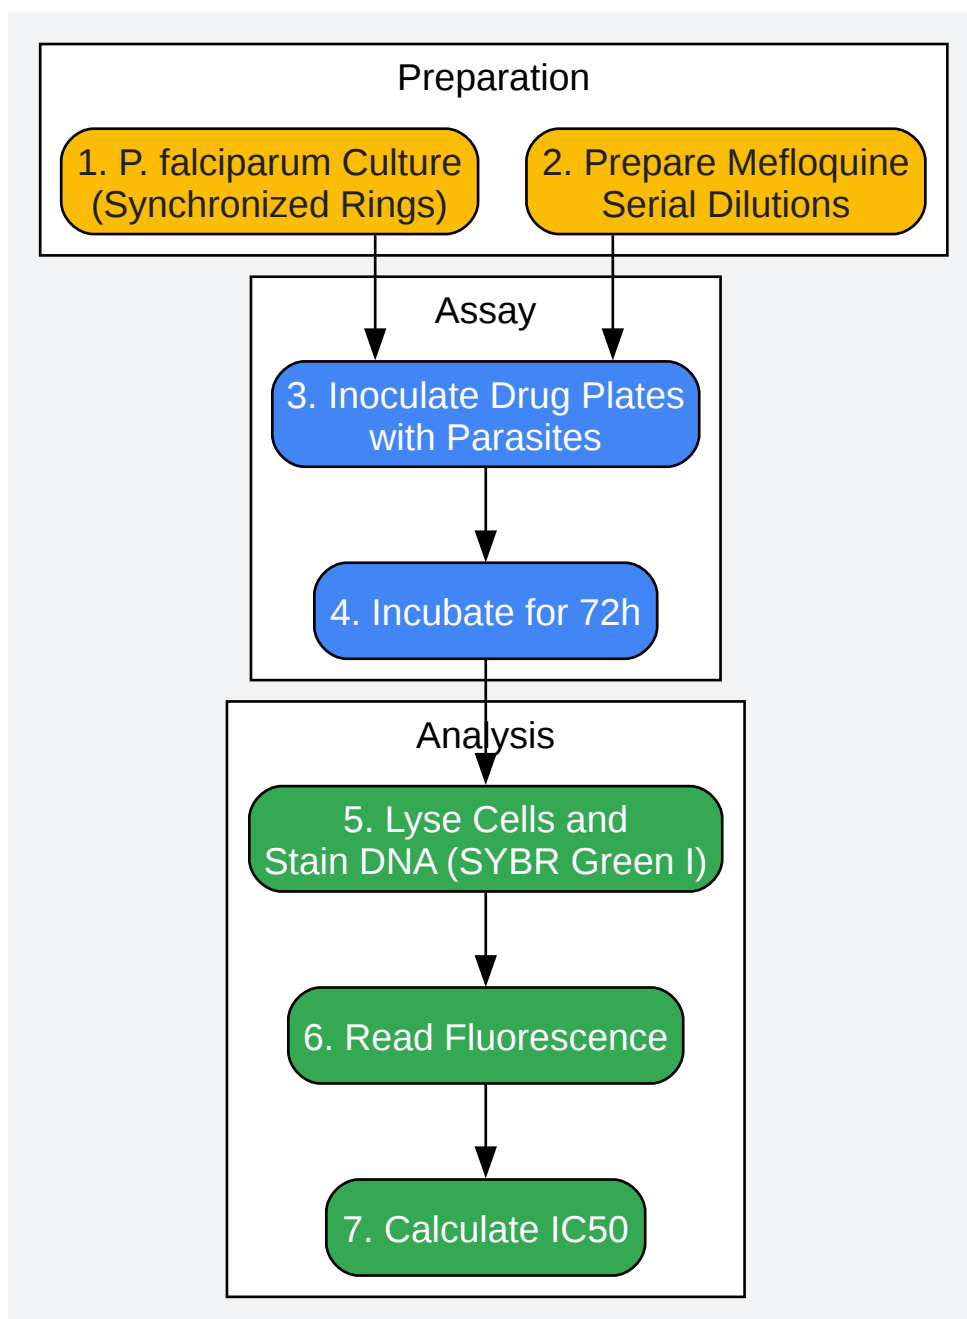 Preparation
1. P. falciparum Culture
(Synchronized Rings)
2. Prepare Mefloquine
Serial Dilutions
Assay
3. Inoculate Drug Plates
with Parasites
4. Incubate for 72h
Analysis
5. Lyse Cells and
Stain DNA (SYBR Green I)
6. Read Fluorescence
7. Calculate IC50